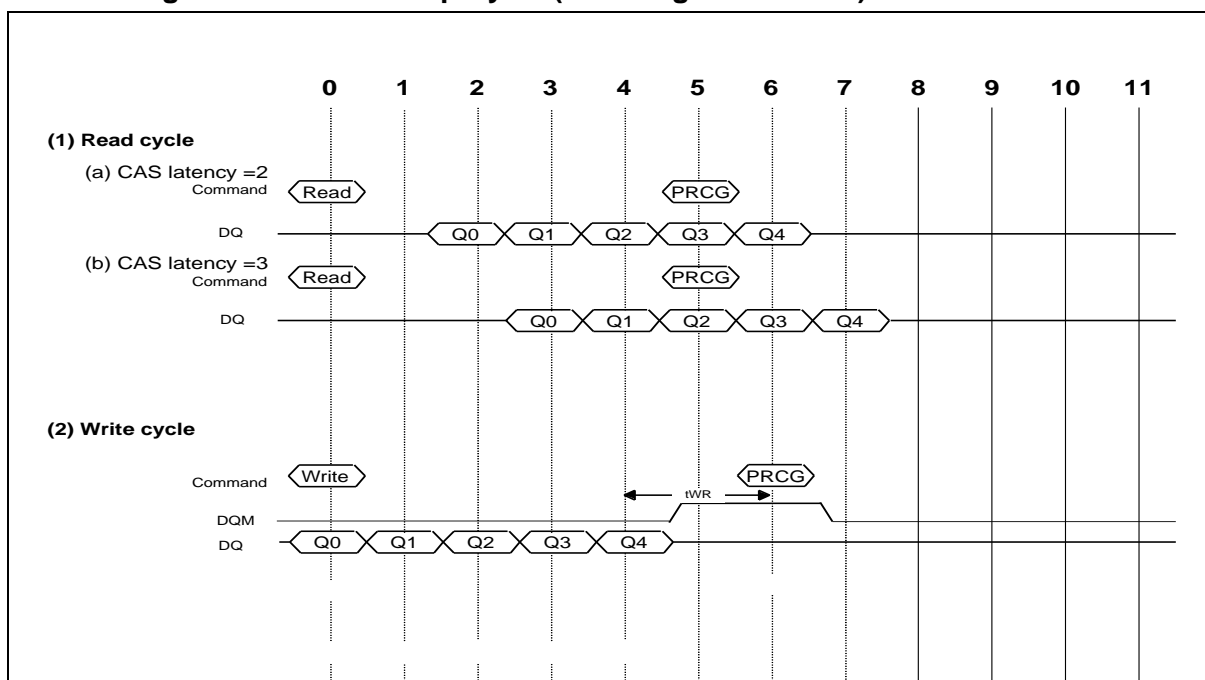 0 1 2 3 4 5 6 7 8 9 10 11
(1) Read cycle
(a) CAS latency =2
Command Read PRCG
DQ Q0 Q1 Q2 Q3 Q4
(b) CAS latency =3
Command Read PRCG
DQ Q0 Q1 Q2 Q3 Q4
(2) Write cycle
Command Write PRCG
tWR
DQM
DQ Q0 Q1 Q2 Q3 Q4